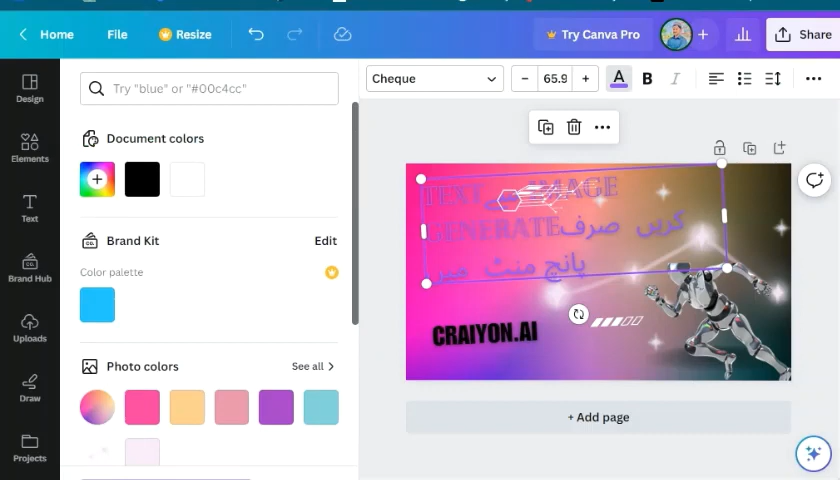 Home File Resize Try Canva Pro Share
Design
Elements
Text
Brand Hub
Uploads
Draw
Projects
Try "blue" or "#00c4cc"
Document colors
Brand Kit Edit
Color palette
Photo colors See all
Cheque − 65.9 + A B I
TEXT سے IMAGE
GENERATE کریں صرف
پانچ منٹ میں
CRAIYON.AI
+ Add page